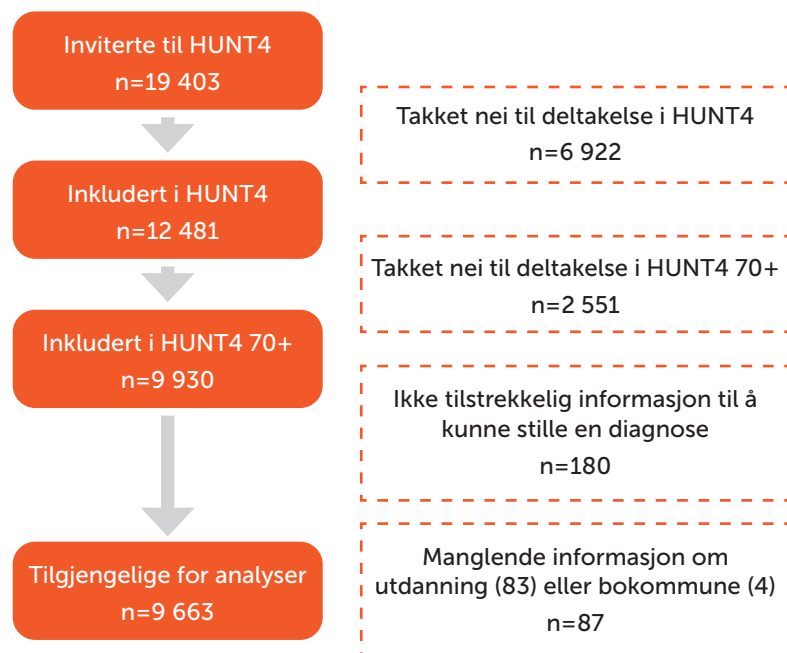 Inviterte til HUNT4
n=19 403
Takket nei til deltakelse i HUNT4
n=6 922
Inkludert i HUNT4
n=12 481
Takket nei til deltakelse i HUNT4 70+
n=2 551
Inkludert i HUNT4 70+
n=9 930
Ikke tilstrekkelig informasjon til å
kunne stille en diagnose
n=180
Manglende informasjon om
utdanning (83) eller bokommune (4)
n=87
Tilgjengelige for analyser
n=9 663